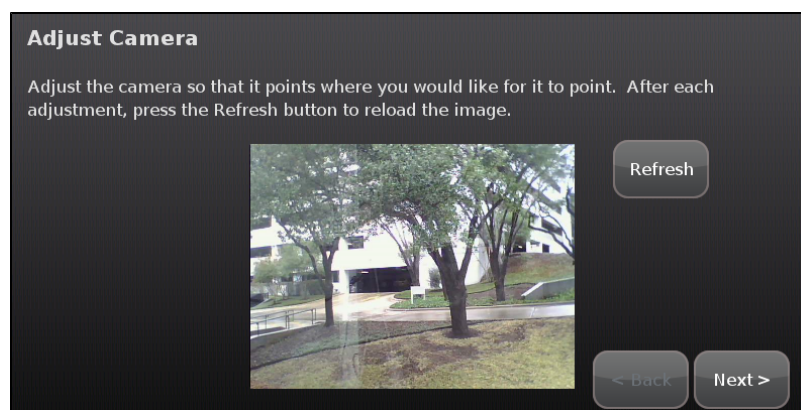 Adjust Camera
Adjust the camera so that it points where you would like for it to point. After each
adjustment, press the Refresh button to reload the image.
Refresh
< Back
Next >